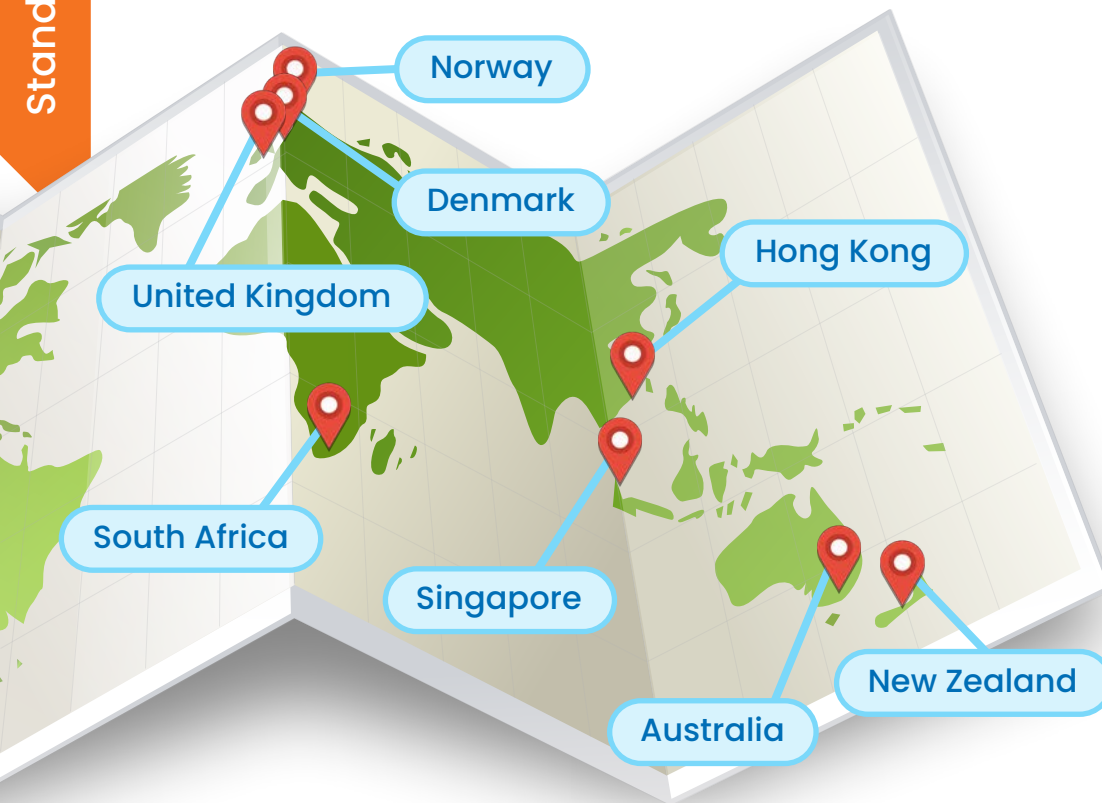 Stand
Norway
Denmark
Hong Kong
United Kingdom
South Africa
Singapore
New Zealand
Australia